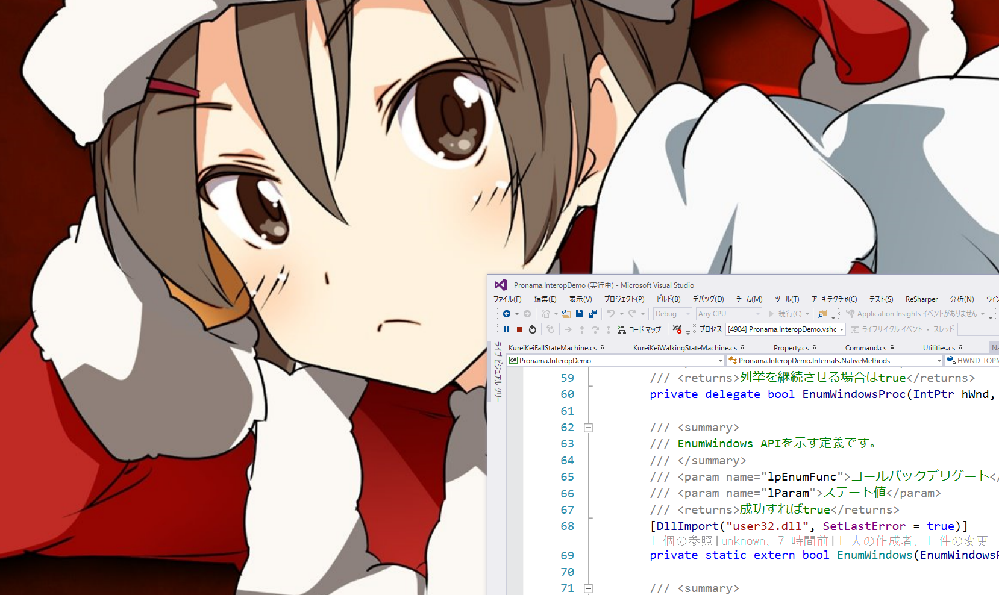 Pronama.InteropDemo (実行中) - Microsoft Visual Studio
ファイル(F) 編集(E) 表示(V) プロジェクト(P) ビルド(B) デバッグ(D) チーム(M) ツール(T) アーキテクチャ(C) テスト(S) ReSharper 分析(N) ウィン
Debug Any CPU 続行(C) Application Insights イベントがありません
コード マップ プロセス [4904] Pronama.InteropDemo.vshc ライフサイクル イベント スレッド
ライブ ビジュアル ツリー
KureiKeiFallStateMachine.cs KureiKeiWalkingStateMachine.cs Property.cs Command.cs Utilities.cs Na
C# Pronama.InteropDemo Pronama.InteropDemo.Internals.NativeMethods HWND_TOPM
59 /// <returns>列挙を継続させる場合はtrue</returns>
60 private delegate bool EnumWindowsProc(IntPtr hWnd,
61
62 /// <summary>
63 /// EnumWindows APIを示す定義です。
64 /// </summary>
65 /// <param name="lpEnumFunc">コールバックデリゲート</
66 /// <param name="lParam">ステート値</param>
67 /// <returns>成功すればtrue</returns>
68 [DllImport("user32.dll", SetLastError = true)]
1 個の参照|unknown、7 時間前|1 人の作成者、1 件の変更
69 private static extern bool EnumWindows(EnumWindowsP
70
71 /// <summary>